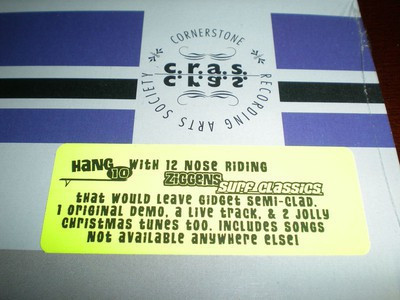 CORNERSTONE
RECORDING ARTS SOCIETY
c.r.a.s.
HANG 10 WITH 12 NOSE RIDING
ZIGGENS SURF CLASSICS
THAT WOULD LEAVE GIDGET SEMI-CLAD.
1 ORIGINAL DEMO, A LIVE TRACK, & 2 JOLLY
CHRISTMAS TUNES TOO. INCLUDES SONGS
NOT AVAILABLE ANYWHERE ELSE!